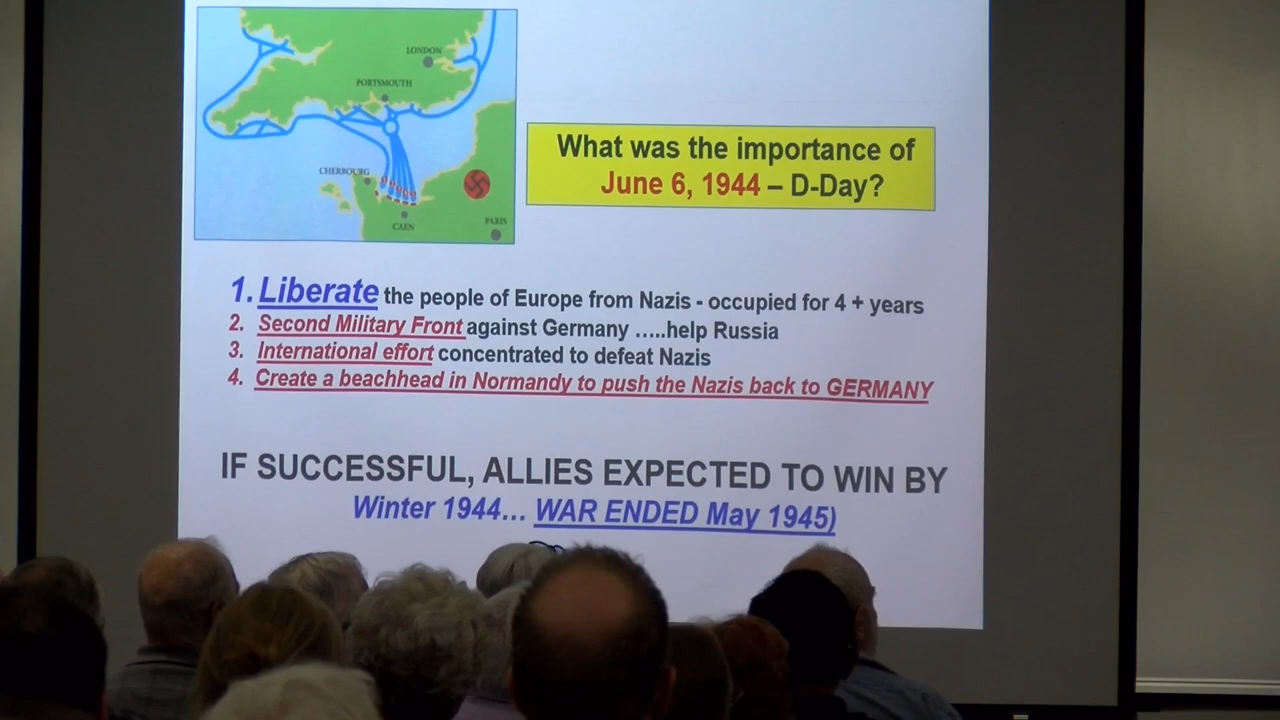 LONDON
PORTSMOUTH
CHERBOURG
CAEN
PARIS
What was the importance of
June 6, 1944 – D-Day?
1. Liberate the people of Europe from Nazis - occupied for 4 + years
2. Second Military Front against Germany .....help Russia
3. International effort concentrated to defeat Nazis
4. Create a beachhead in Normandy to push the Nazis back to GERMANY
IF SUCCESSFUL, ALLIES EXPECTED TO WIN BY
Winter 1944... WAR ENDED May 1945)